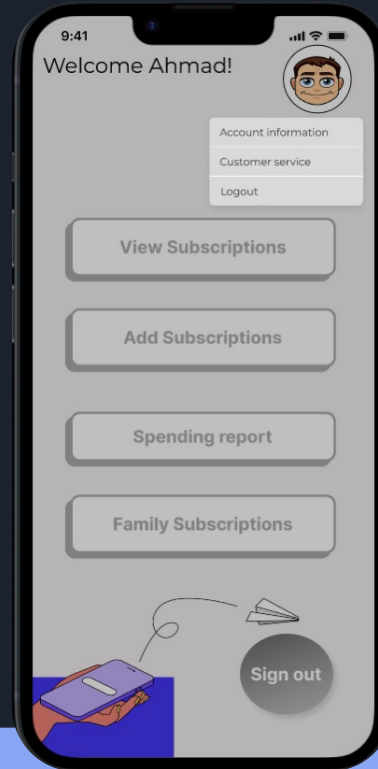 9:41
Welcome Ahmad!
Account information
Customer service
Logout
View Subscriptions
Add Subscriptions
Spending report
Family Subscriptions
Sign out